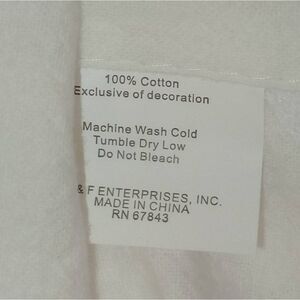 100% Cotton
Exclusive of decoration
Machine Wash Cold
Tumble Dry Low
Do Not Bleach
& F ENTERPRISES, INC.
MADE IN CHINA
RN 67843